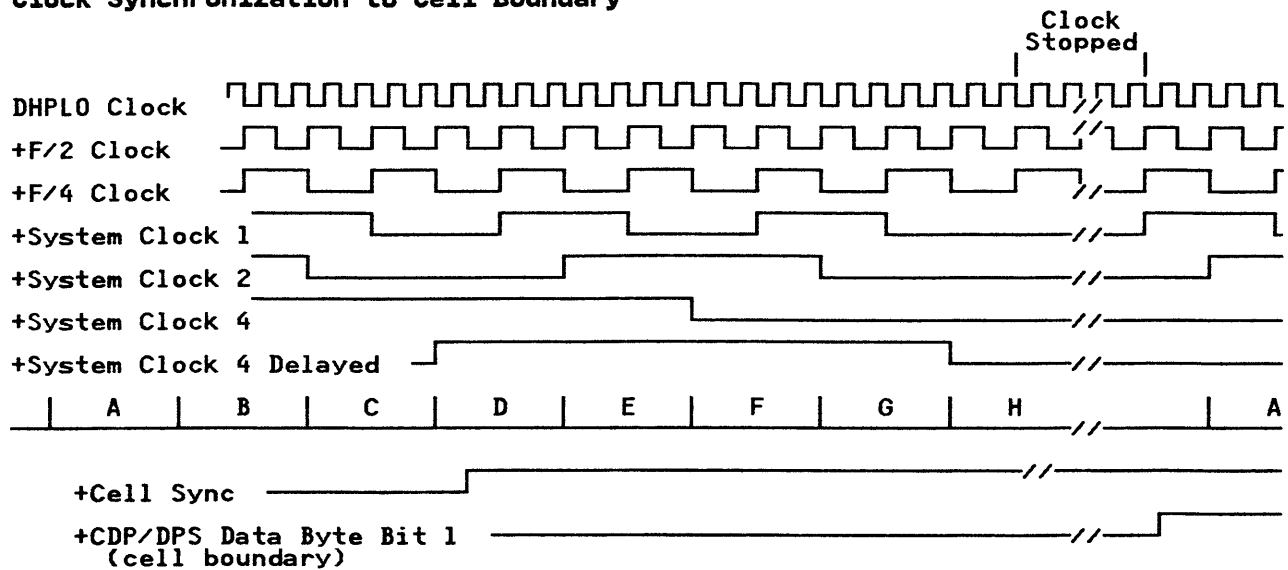 Clock Synchronization to Cell Boundary
Clock
Stopped
DHPLO Clock
+F/2 Clock
+F/4 Clock
+System Clock 1
+System Clock 2
+System Clock 4
+System Clock 4 Delayed
A B C D E F G H A
+Cell Sync
+CDP/DPS Data Byte Bit 1
(cell boundary)